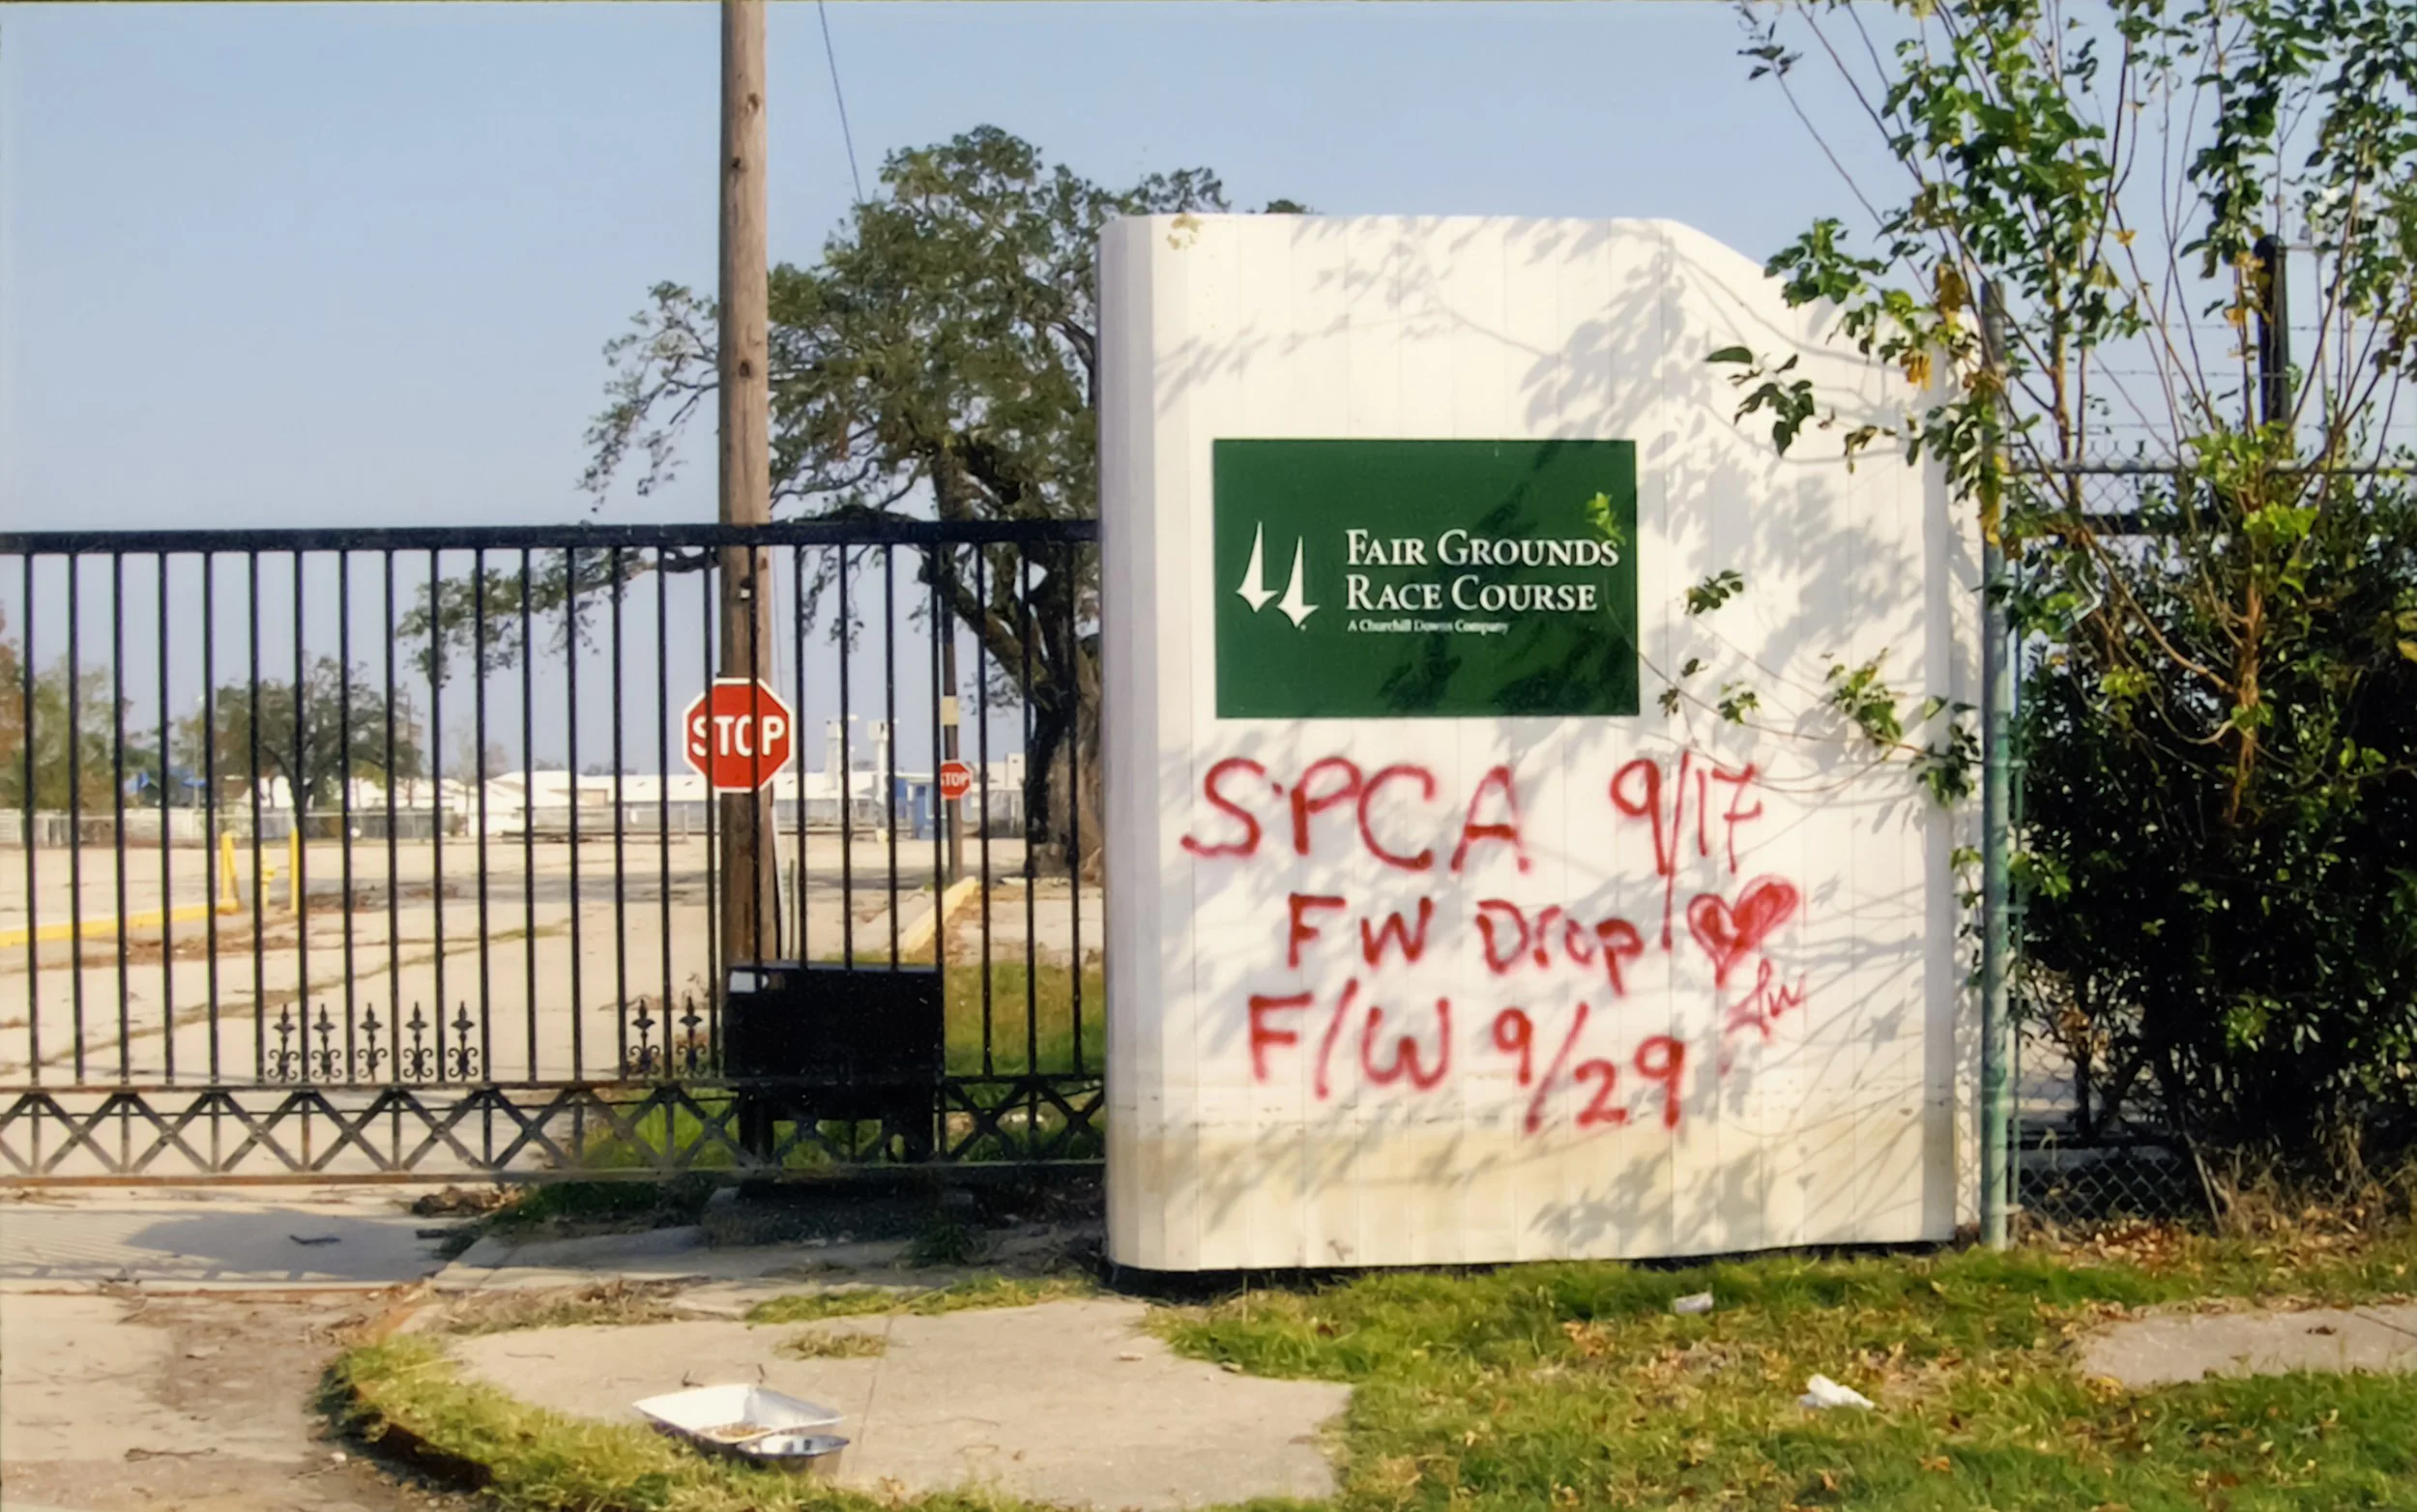 FAIR GROUNDS
RACE COURSE
A Churchill Downs Company
STOP
STOP
SPCA 9/17
FW Drop
F/W 9/29